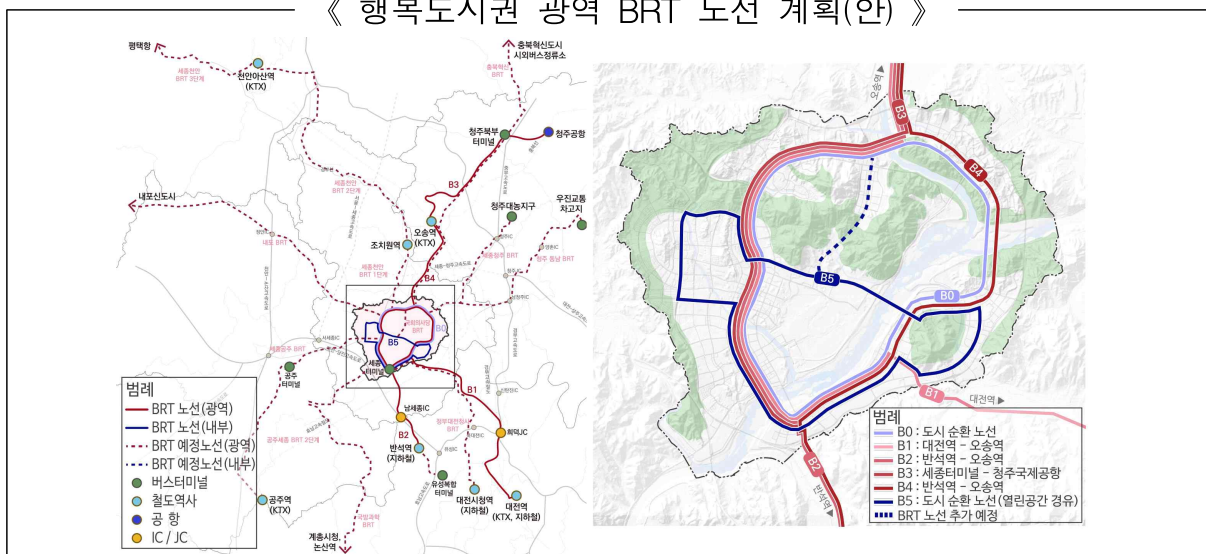 《 행복도시권 광역 BRT 노선 계획(안) 》
평택항
세종천안
BRT 3단계
천안아산역
(KTX)
충북혁신도시
시외버스정류소
충북혁신
BRT
청주북부
터미널
청주공항
B3
세종천안
BRT 2단계
내포신도시
내포 BRT
조치원역
오송역
(KTX)
청주대농지구
우진교통
차고지
세종청주 BRT
청주 동남 BRT
세종천안
BRT 1단계
B4
B0
B5
세종
터미널
세종공주 BRT
공주
터미널
B1
남세종IC
B2
반석역
(지하철)
정부대전청사
BRT
회덕JC
공주세종 BRT 2단계
유성복합
터미널
대전시청역
(지하철)
대전역
(KTX, 지하철)
공주역
(KTX)
계룡시청,
논산역
범례
BRT 노선(광역)
BRT 노선(내부)
BRT 예정노선(광역)
BRT 예정노선(내부)
버스터미널
철도역사
공 항
IC / JC
오송역▶
B3
B4
B5
B0
B1
대전역▶
B2
반석역▶
범례
B0 : 도시 순환 노선
B1 : 대전역 – 오송역
B2 : 반석역 – 오송역
B3 : 세종터미널 – 청주국제공항
B4 : 반석역 – 오송역
B5 : 도시 순환 노선(열린공간 경유)
BRT 노선 추가 예정